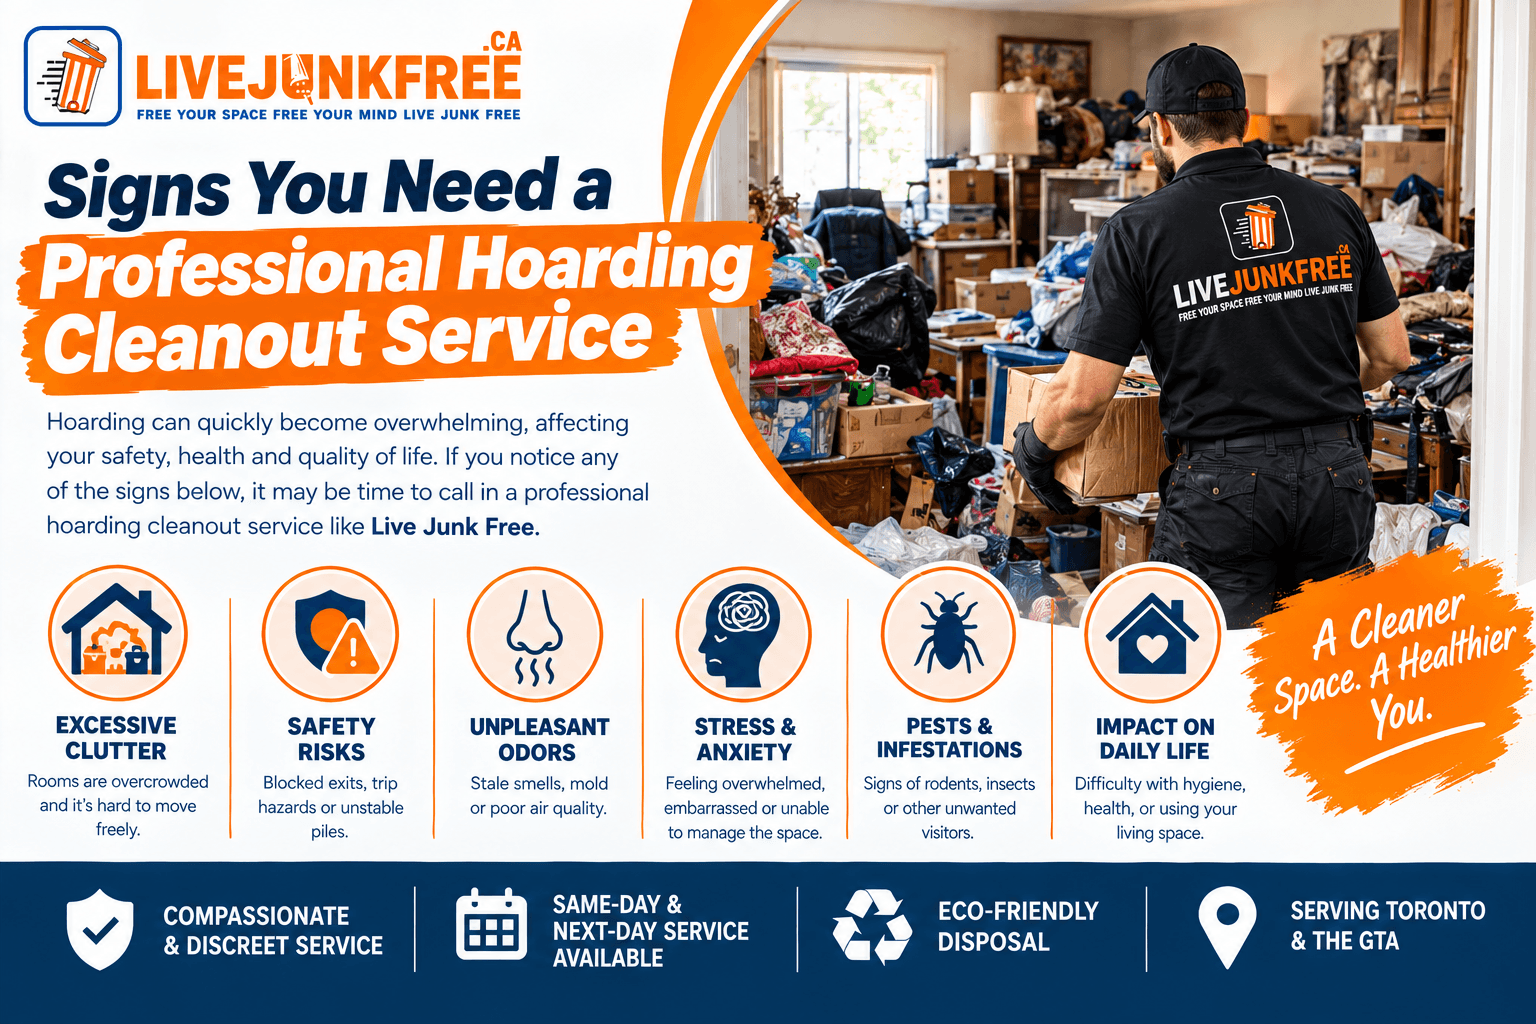 .CA
LIVEJUNKFREE
FREE YOUR SPACE FREE YOUR MIND LIVE JUNK FREE
Signs You Need a
Professional Hoarding
Cleanout Service
Hoarding can quickly become overwhelming, affecting
your safety, health and quality of life. If you notice any
of the signs below, it may be time to call in a professional
hoarding cleanout service like Live Junk Free.
.CA
LIVEJUNKFREE
FREE YOUR SPACE FREE YOUR MIND LIVE JUNK FREE
A Cleaner
Space. A Healthier
You.
EXCESSIVE
CLUTTER
Rooms are overcrowded
and it's hard to move
freely.
SAFETY
RISKS
Blocked exits, trip
hazards or unstable
piles.
UNPLEASANT
ODORS
Stale smells, mold
or poor air quality.
STRESS &
ANXIETY
Feeling overwhelmed,
embarrassed or unable
to manage the space.
PESTS &
INFESTATIONS
Signs of rodents, insects
or other unwanted
visitors.
IMPACT ON
DAILY LIFE
Difficulty with hygiene,
health, or using your
living space.
COMPASSIONATE
& DISCREET SERVICE
SAME-DAY &
NEXT-DAY SERVICE
AVAILABLE
ECO-FRIENDLY
DISPOSAL
SERVING TORONTO
& THE GTA